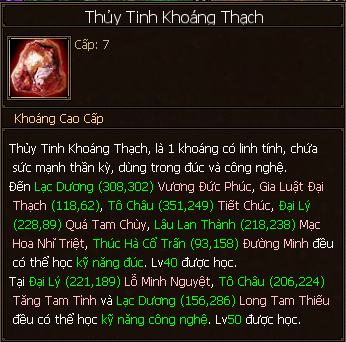 Thủy Tinh Khoáng Thạch
Cấp: 7
Khoáng Cao Cấp
Thủy Tinh Khoáng Thạch, là 1 khoáng có linh tính, chứa
sức mạnh thần kỳ, dùng trong đúc và công nghệ.
Đến Lạc Dương (308,302) Vương Đức Phúc, Gia Luật Đại
Thạch (118,62), Tô Châu (351,249) Tiết Chúc, Đại Lý
(228,89) Quá Tam Chùy, Lâu Lan Thành (218,238) Mạc
Hoa Nhỉ Triệt, Thúc Hà Cổ Trấn (93,158) Đường Minh đều
có thể học kỹ năng đúc. Lv40 được học.
Tại Đại Lý (221,189) Lỗ Minh Nguyệt, Tô Châu (206,224)
Tăng Tam Tinh và Lạc Dương (156,286) Long Tam Thiếu
đều có thể học kỹ năng công nghệ. Lv50 được học.